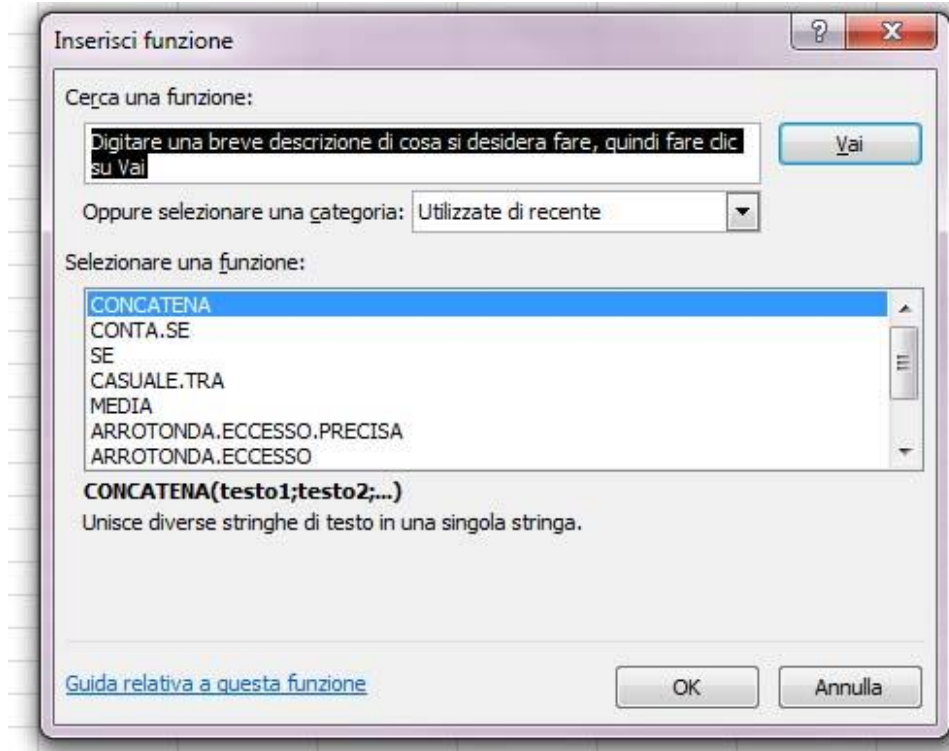 Inserisci funzione
Cerca una funzione:
Digitare una breve descrizione di cosa si desidera fare, quindi fare clic
su Vai
Vai
Oppure selezionare una categoria: Utilizzate di recente
Selezionare una funzione:
CONCATENA
CONTA.SE
SE
CASUALE.TRA
MEDIA
ARROTONDA.ECCESSO.PRECISA
ARROTONDA.ECCESSO
CONCATENA(testo1;testo2;...)
Unisce diverse stringhe di testo in una singola stringa.
Guida relativa a questa funzione
OK
Annulla